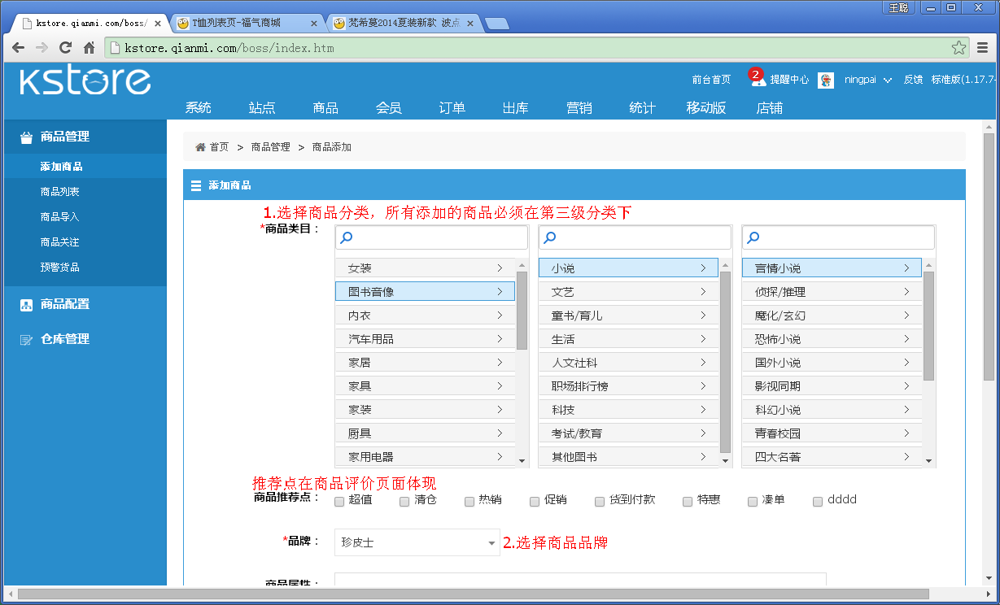 王聪
kstore.qianmi.com/boss/
T恤列表页-福气商城
梵希蔓2014夏装新款 波点
kstore.qianmi.com/boss/index.htm
kstore
前台首页 2 提醒中心 ningpai 反馈 标准版(1.17.7-
系统 站点 商品 会员 订单 出库 营销 统计 移动版 店铺
商品管理
添加商品
商品列表
商品导入
商品关注
预警货品
商品配置
仓库管理
首页 > 商品管理 > 商品添加
添加商品
1.选择商品分类，所有添加的商品必须在第三级分类下
*商品类目：
女装
图书音像
内衣
汽车用品
家居
家具
家装
厨具
家用电器
小说
文艺
童书/育儿
生活
人文社科
职场排行榜
科技
考试/教育
其他图书
言情小说
侦探/推理
魔化/玄幻
恐怖小说
国外小说
影视同期
科幻小说
青春校园
四大名著
推荐点在商品评价页面体现
商品推荐点： 超值 清仓 热销 促销 货到付款 特惠 凑单 dddd
*品牌： 珍皮士 2.选择商品品牌
商品属性：